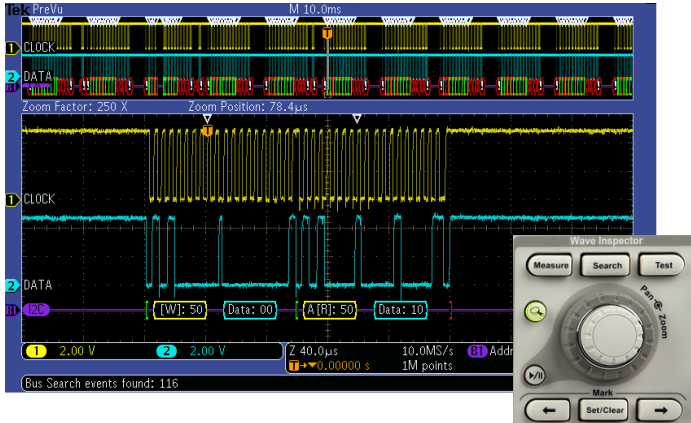 Tek PreVu M 10.0ms
1 CLOCK
2 DATA
B1
Zoom Factor: 250 X Zoom Position: 78.4µs
T
T
1 CLOCK
2 DATA
B1 I2C [W]: 50 Data: 00 A [R]: 50 Data: 10
1 2.00 V 2 2.00 V Z 40.0µs 10.0MS/s B1 Addr
T→▼0.00000 s 1M points
Bus Search events found: 116
Wave Inspector
Measure Search Test
Pan Zoom
Mark
← Set/Clear →